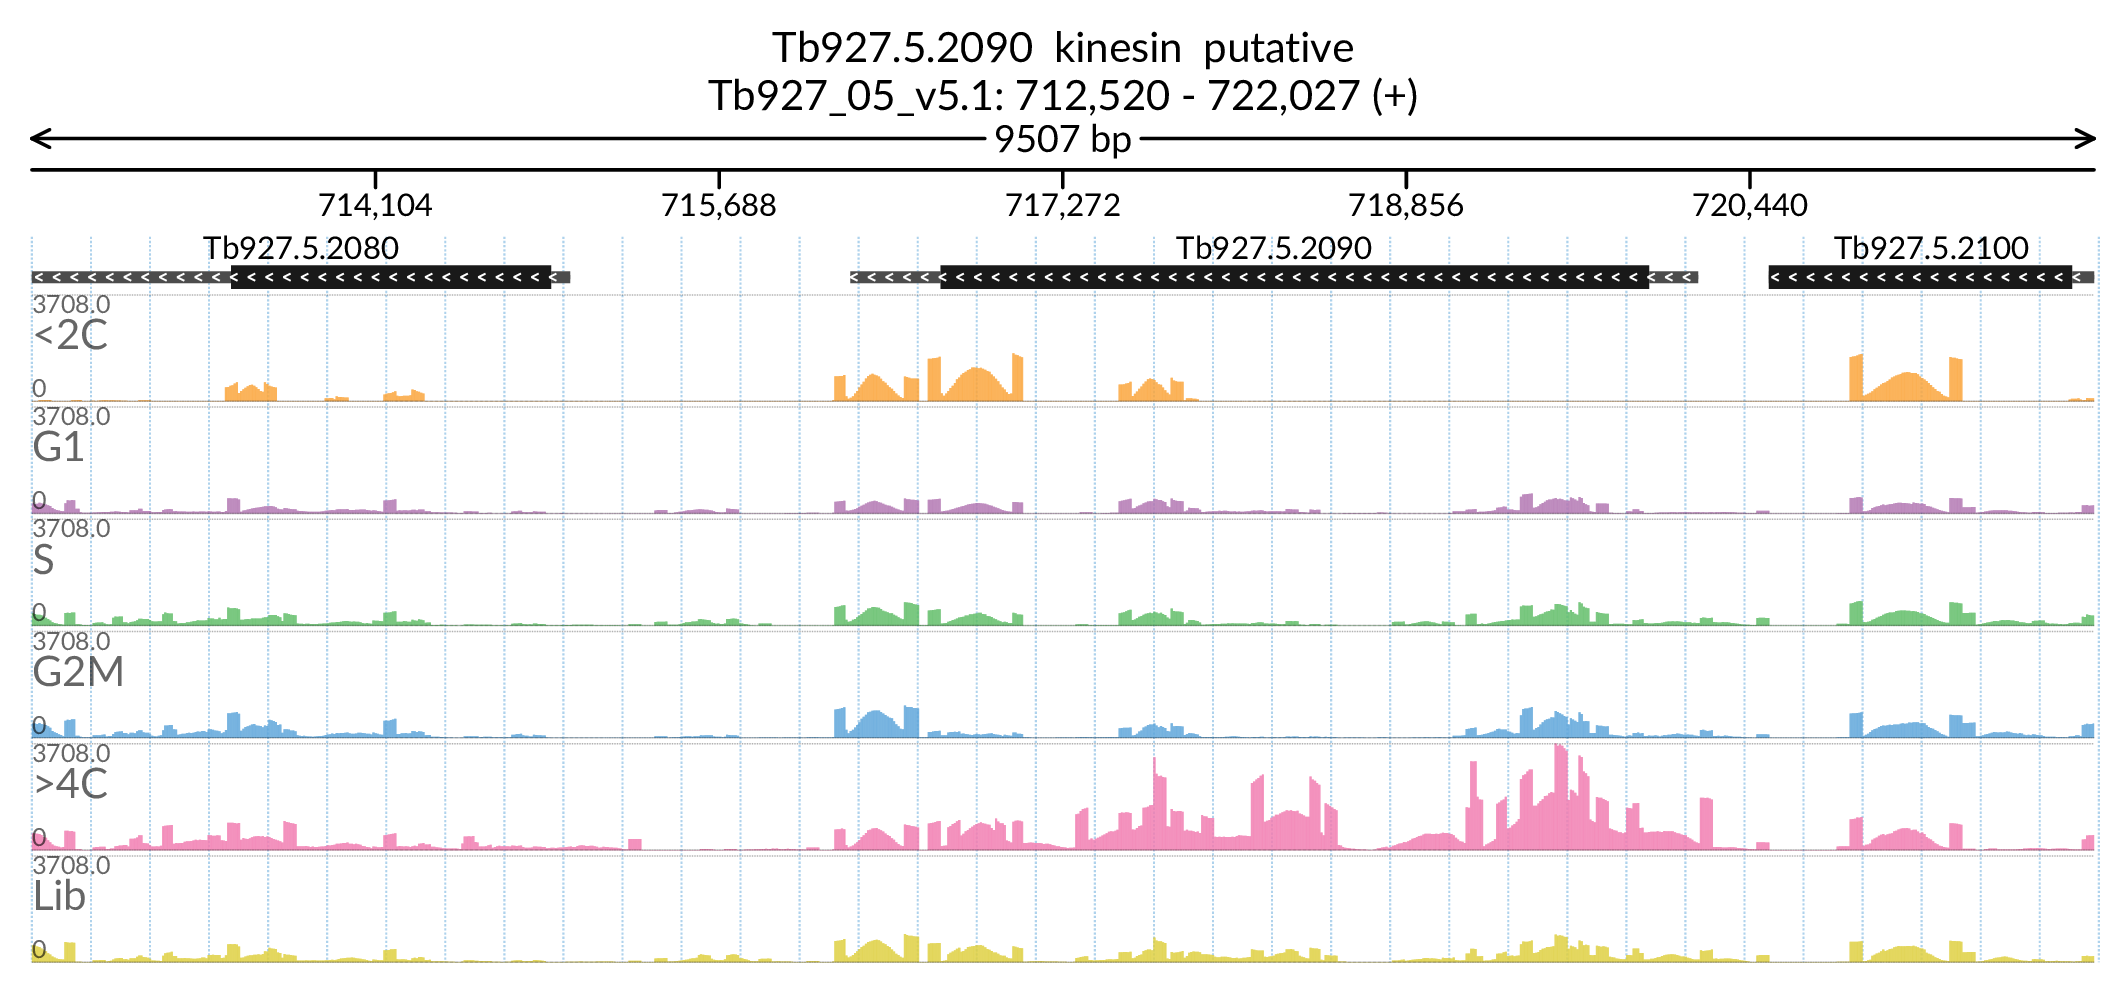 Tb927.5.2090 kinesin putative
Tb927_05_v5.1: 712,520 - 722,027 (+)
9507 bp
714,104 715,688 717,272 718,856 720,440
Tb927.5.2080 Tb927.5.2090 Tb927.5.2100
3708.0
<2C
0
3708.0
G1
0
3708.0
S
0
3708.0
G2M
0
3708.0
>4C
0
3708.0
Lib
0